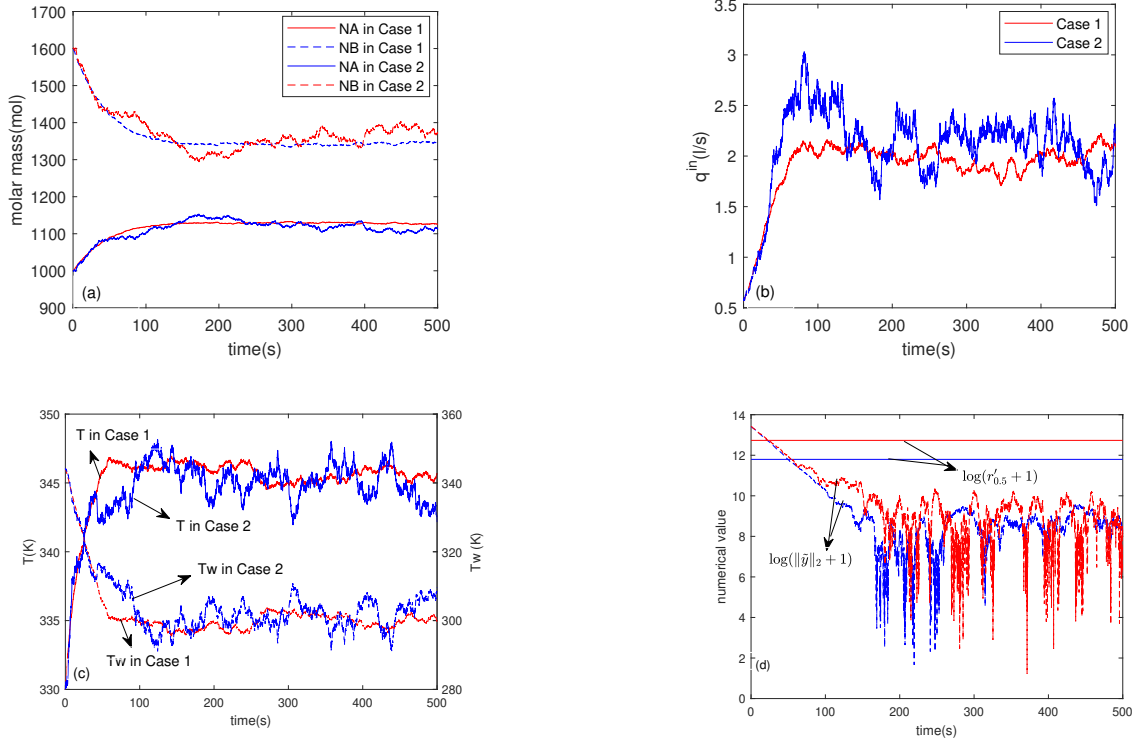 1700
1600
1500
1400
1300
1200
1100
1000
900
molar mass(mol)
NA in Case 1
NB in Case 1
NA in Case 2
NB in Case 2
(a)
0 100 200 300 400 500
time(s)
3.5
3
2.5
2
1.5
1
0.5
q^in(l/s)
Case 1
Case 2
(b)
0 100 200 300 400 500
time(s)
350
345
340
335
330
T(K)
T in Case 1
T in Case 2
Tw in Case 2
Tw in Case 1
(c)
360
340
320
300
280
Tw (K)
0 100 200 300 400 500
time(s)
14
12
10
8
6
4
2
0
numerical value
log(r′_{0.5} + 1)
log(‖ỹ‖₂ + 1)
(d)
0 100 200 300 400 500
time(s)